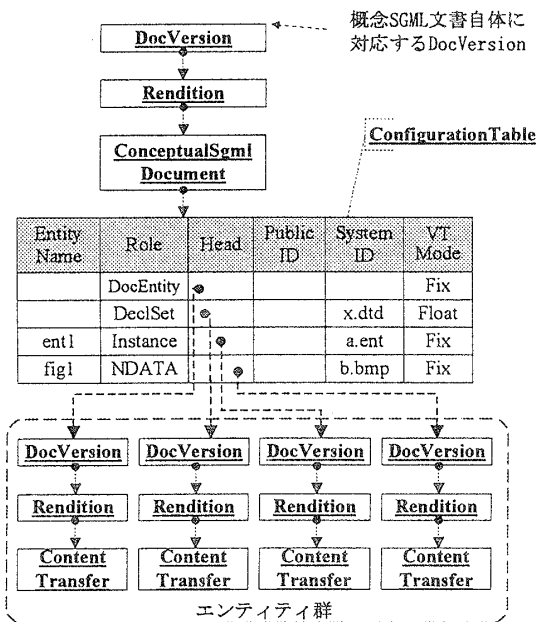 概念SGML文書自体に
対応するDocVersion
DocVersion
Rendition
ConceptualSgml
Document
ConfigurationTable
Entity Name Role Head Public ID System ID VT Mode
DocEntity Fix
DeclSet x.dtd Float
ent1 Instance a.ent Fix
fig1 NDATA b.bmp Fix
DocVersion DocVersion DocVersion DocVersion
Rendition Rendition Rendition Rendition
Content Content Content Content
Transfer Transfer Transfer Transfer
エンティティ群